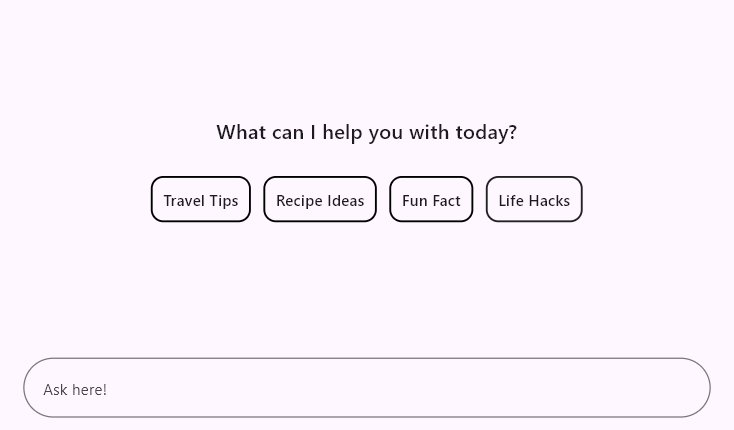 What can I help you with today?
Travel Tips Recipe Ideas Fun Fact Life Hacks
Ask here!